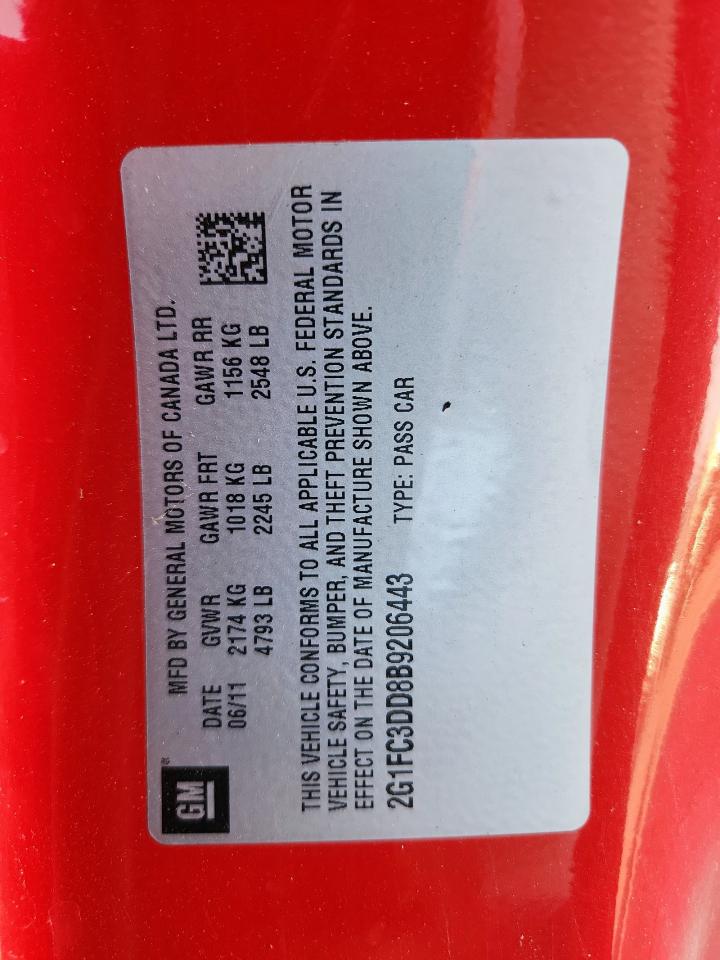 GM
MFD BY GENERAL MOTORS OF CANADA LTD.
DATE GVWR GAWR FRT GAWR RR
06/11 2174 KG 1018 KG 1156 KG
4793 LB 2245 LB 2548 LB
THIS VEHICLE CONFORMS TO ALL APPLICABLE U.S. FEDERAL MOTOR
VEHICLE SAFETY, BUMPER, AND THEFT PREVENTION STANDARDS IN
EFFECT ON THE DATE OF MANUFACTURE SHOWN ABOVE.
2G1FC3DD8B9206443 TYPE: PASS CAR